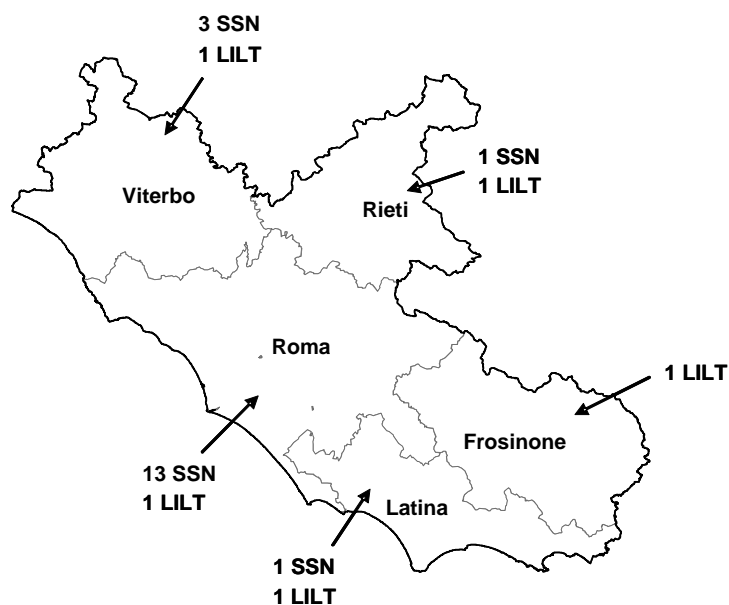 3 SSN
1 LILT
1 SSN
1 LILT
Viterbo
Rieti
Roma
1 LILT
Frosinone
13 SSN
1 LILT
Latina
1 SSN
1 LILT